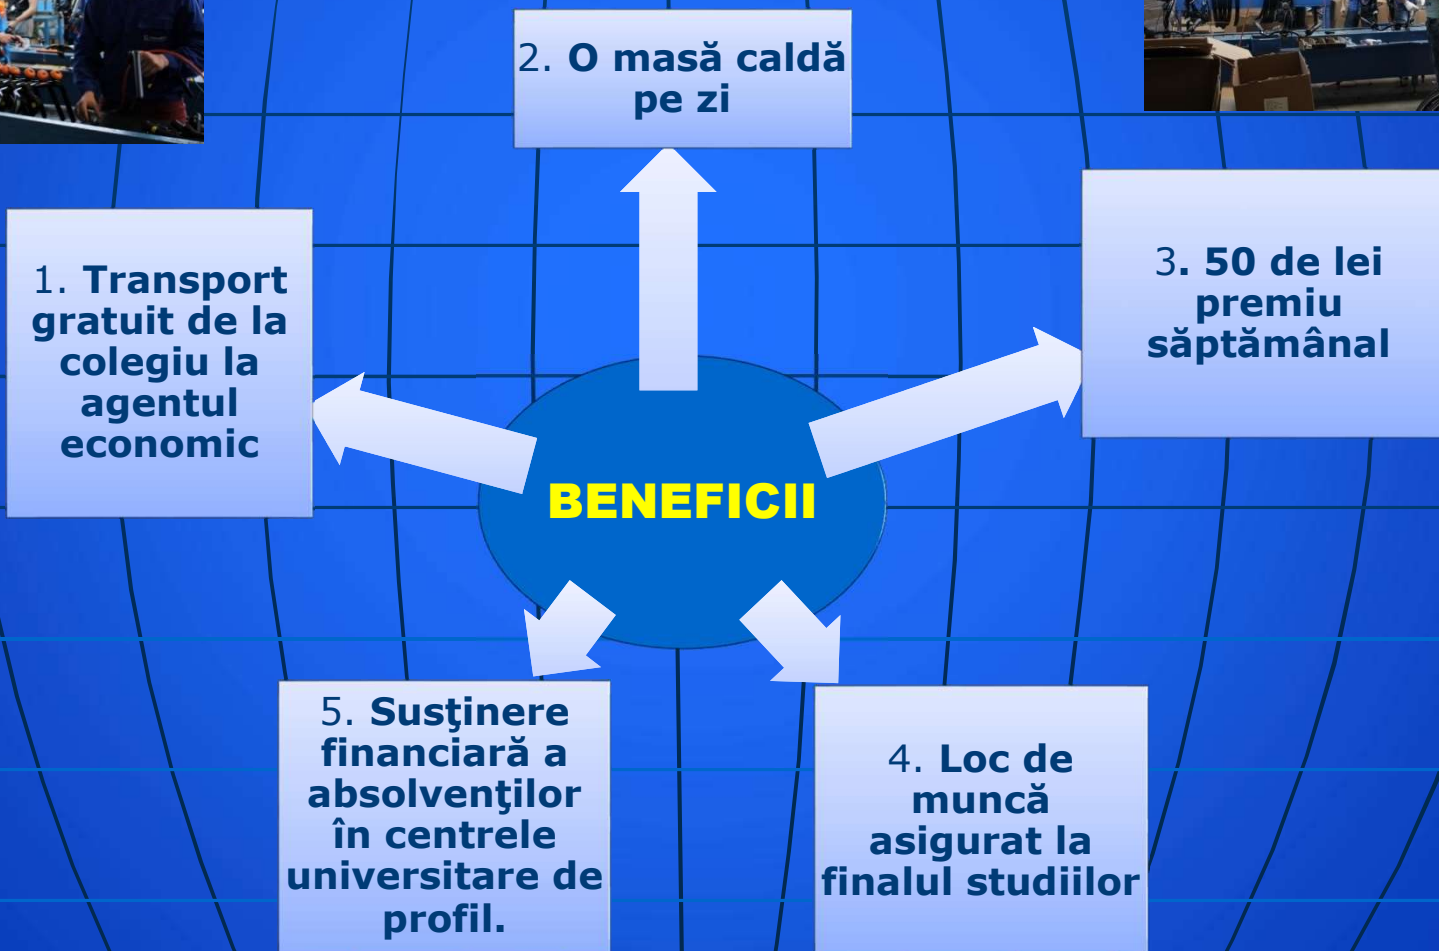 2. O masă caldă
pe zi
1. Transport
gratuit de la
colegiu la
agentul
economic
3. 50 de lei
premiu
săptămânal
BENEFICII
5. Susţinere
financiară a
absolvenţilor
în centrele
universitare de
profil.
4. Loc de
muncă
asigurat la
finalul studiilor